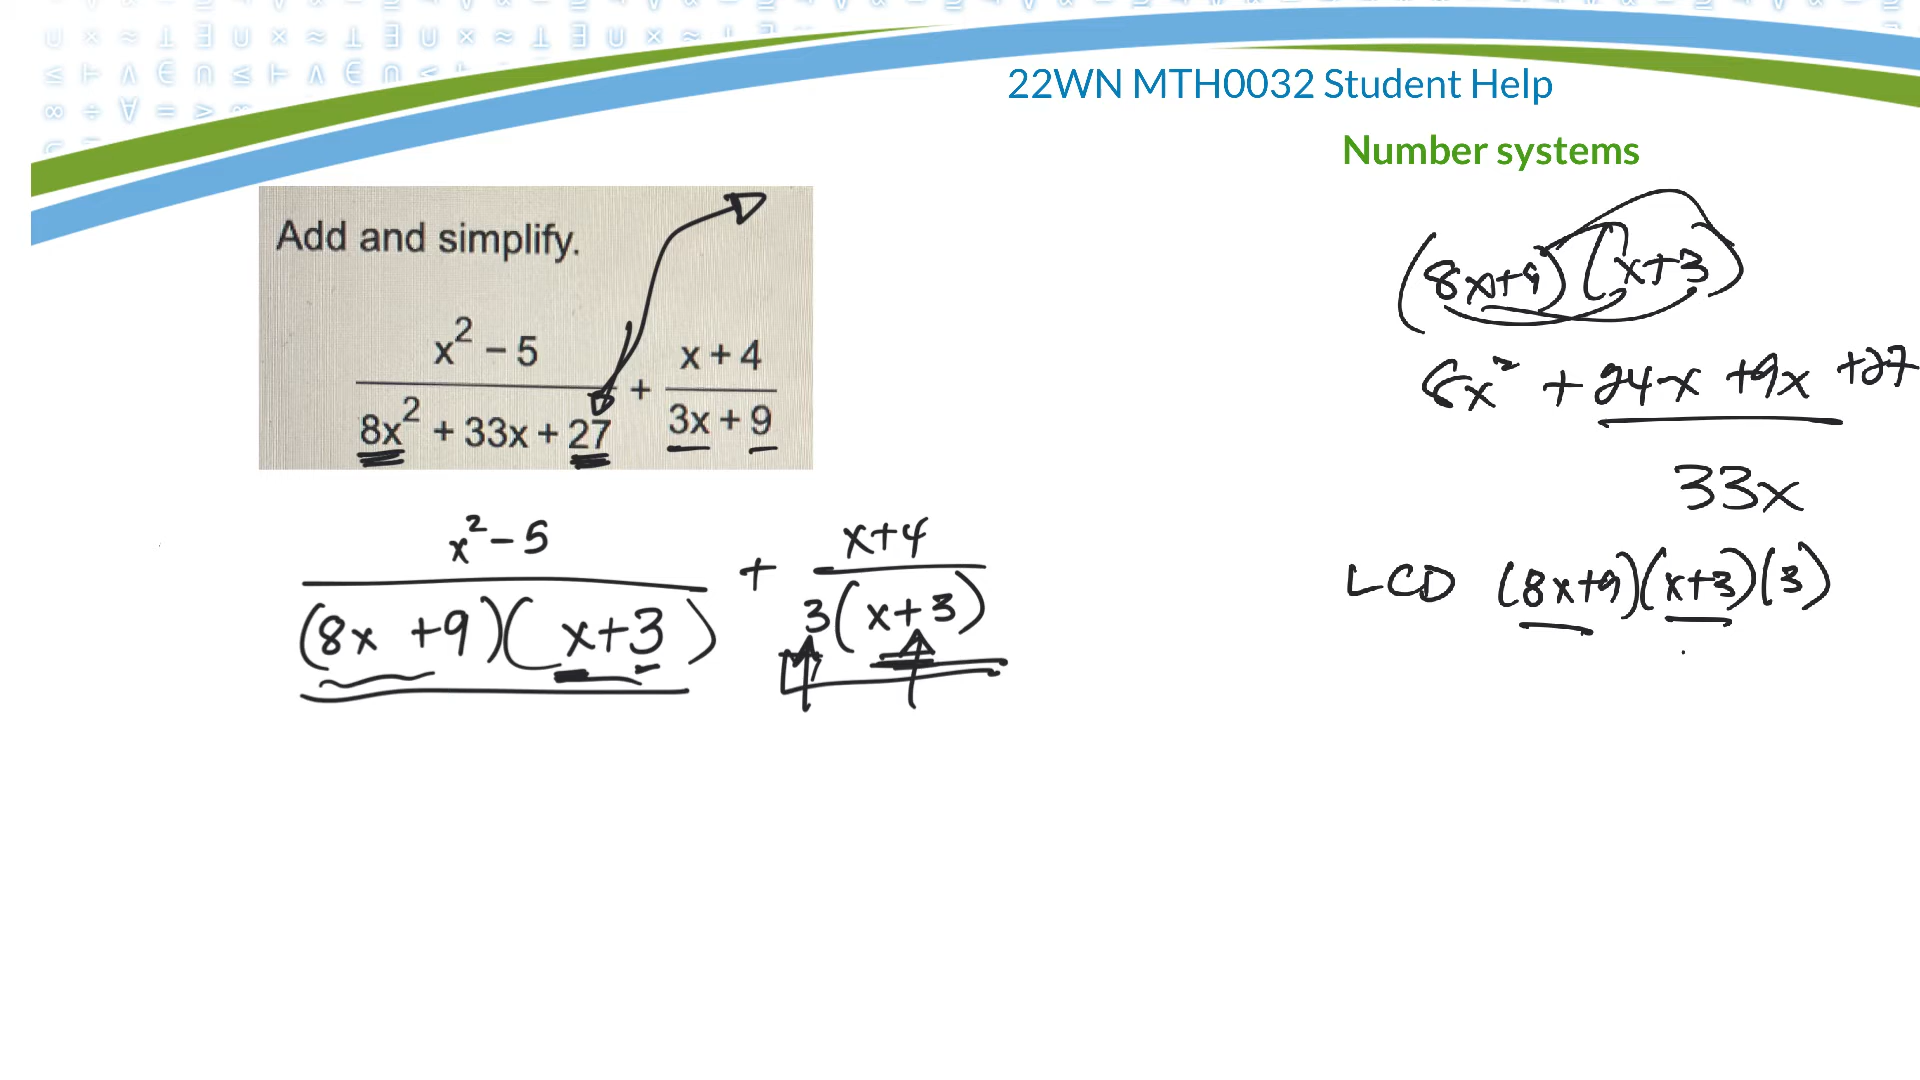 22WN MTH0032 Student Help
Number systems
Add and simplify.
x² - 5
8x² + 33x + 27
+
x + 4
3x + 9
(8x+9)(x+3)
8x² + 24x +9x +27
33x
LCD (8x+9)(x+3)(3)
x² - 5
(8x +9)(x+3)
+
x+4
3(x+3)